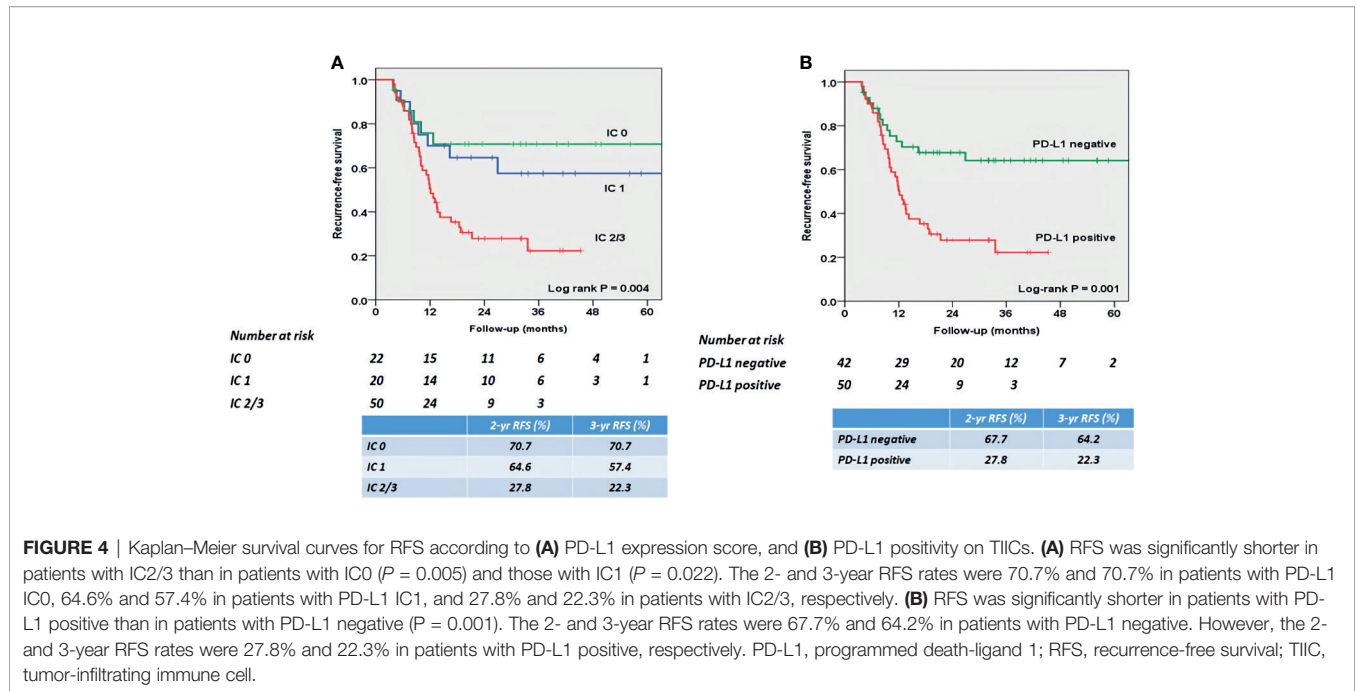 A
1.0
0.8
0.6
0.4
0.2
0.0
Recurrence-free survival
IC 0
IC 1
IC 2/3
Log rank P = 0.004
0 12 24 36 48 60
Follow-up (months)
Number at risk
IC 0 22 15 11 6 4 1
IC 1 20 14 10 6 3 1
IC 2/3 50 24 9 3
2-yr RFS (%) 3-yr RFS (%)
IC 0 70.7 70.7
IC 1 64.6 57.4
IC 2/3 27.8 22.3
B
1.0
0.8
0.6
0.4
0.2
0.0
Recurrence-free survival
PD-L1 negative
PD-L1 positive
Log-rank P = 0.001
0 12 24 36 48 60
Follow-up (months)
Number at risk
PD-L1 negative 42 29 20 12 7 2
PD-L1 positive 50 24 9 3
2-yr RFS (%) 3-yr RFS (%)
PD-L1 negative 67.7 64.2
PD-L1 positive 27.8 22.3
FIGURE 4 | Kaplan–Meier survival curves for RFS according to (A) PD-L1 expression score, and (B) PD-L1 positivity on TIICs. (A) RFS was significantly shorter in
patients with IC2/3 than in patients with IC0 (P = 0.005) and those with IC1 (P = 0.022). The 2- and 3-year RFS rates were 70.7% and 70.7% in patients with PD-L1
IC0, 64.6% and 57.4% in patients with PD-L1 IC1, and 27.8% and 22.3% in patients with IC2/3, respectively. (B) RFS was significantly shorter in patients with PD-
L1 positive than in patients with PD-L1 negative (P = 0.001). The 2- and 3-year RFS rates were 67.7% and 64.2% in patients with PD-L1 negative. However, the 2-
and 3-year RFS rates were 27.8% and 22.3% in patients with PD-L1 positive, respectively. PD-L1, programmed death-ligand 1; RFS, recurrence-free survival; TIIC,
tumor-infiltrating immune cell.